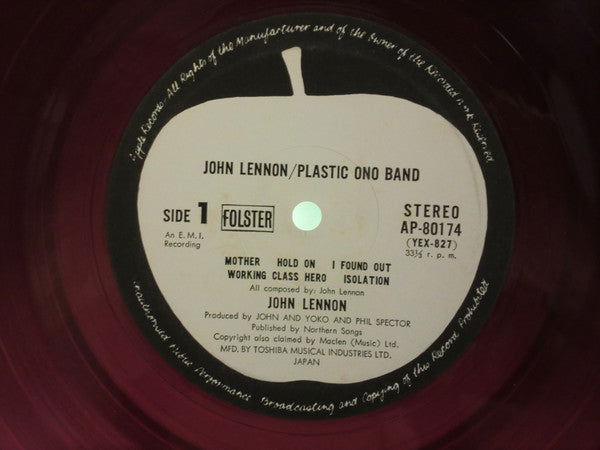 Apple Records. All Rights of the Manufacturer and of the Owner of the Recorded Work Reserved
JOHN LENNON/PLASTIC ONO BAND
SIDE 1 FOLSTER
An E.M.I.
Recording
STEREO
AP-80174
(YEX-827)
33⅓ r. p. m.
MOTHER HOLD ON I FOUND OUT
WORKING CLASS HERO ISOLATION
All composed by: John Lennon
JOHN LENNON
Produced by JOHN AND YOKO AND PHIL SPECTOR
Published by Northern Songs
Copyright also claimed by Maclen (Music) Ltd.
MFD. BY TOSHIBA MUSICAL INDUSTRIES LTD.
JAPAN
Unauthorised Public Performance Broadcasting and Copying of this Record Prohibited